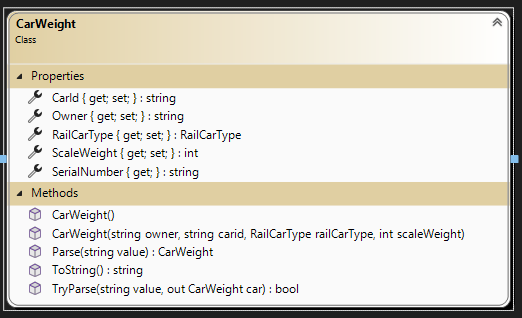 CarWeight
Class
Properties
CarId { get; set; } : string
Owner { get; set; } : string
RailCarType { get; set; } : RailCarType
ScaleWeight { get; set; } : int
SerialNumber { get; } : string
Methods
CarWeight()
CarWeight(string owner, string carid, RailCarType railCarType, int scaleWeight)
Parse(string value) : CarWeight
ToString() : string
TryParse(string value, out CarWeight car) : bool